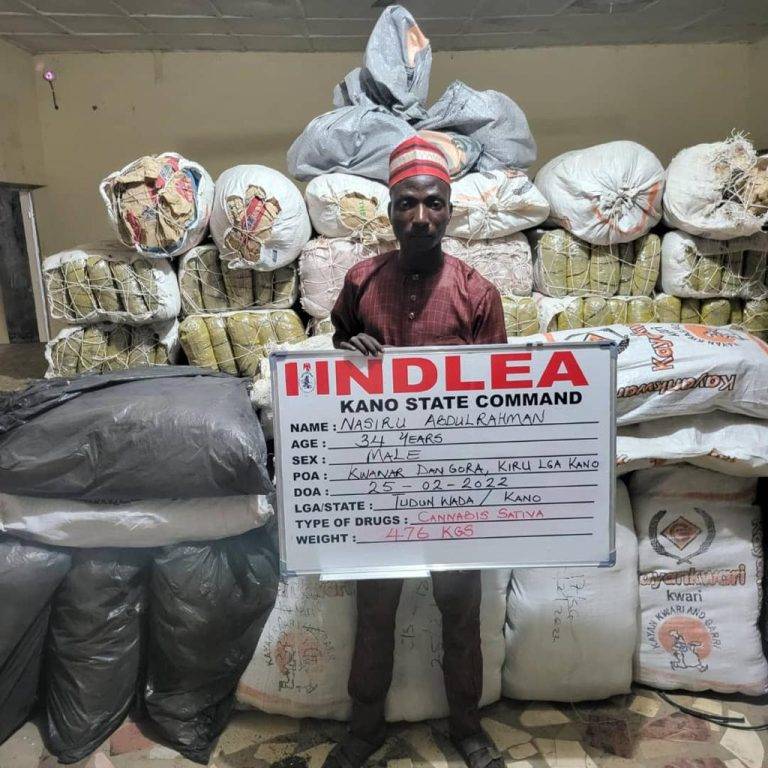 NDLEA
KANO STATE COMMAND
NAME: NASIRU ABDULRAHMAN
AGE: 34 YEARS
SEX: MALE
POA: KWANAR DAN GORA, KIRU LGA KANO
DOA: 25-02-2022
LGA/STATE: TUDUN WADA / KANO
TYPE OF DRUGS: CANNABIS SATIVA
WEIGHT: 476 KGS
Kayankwari
kwari
KAYAN KWARI AND GARRI